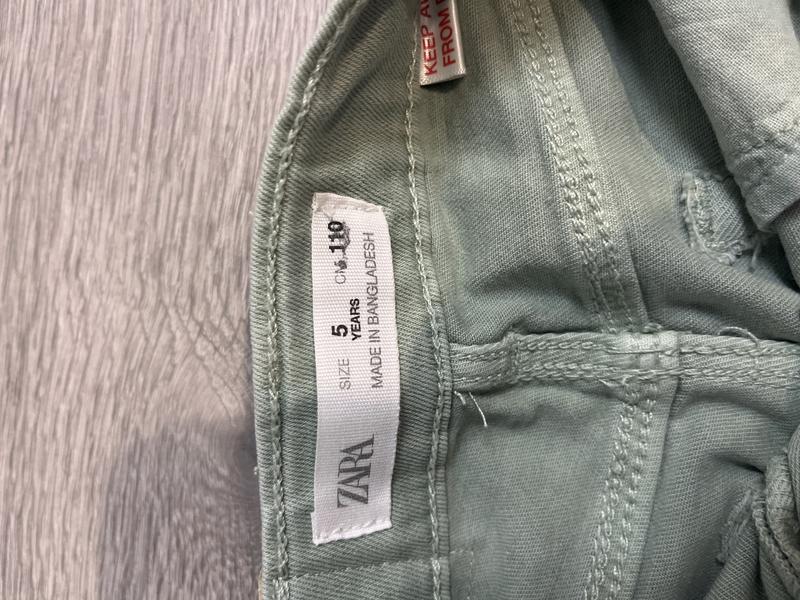 ZARA
SIZE 5 YEARS CM. 110
MADE IN BANGLADESH
KEEP
FROM